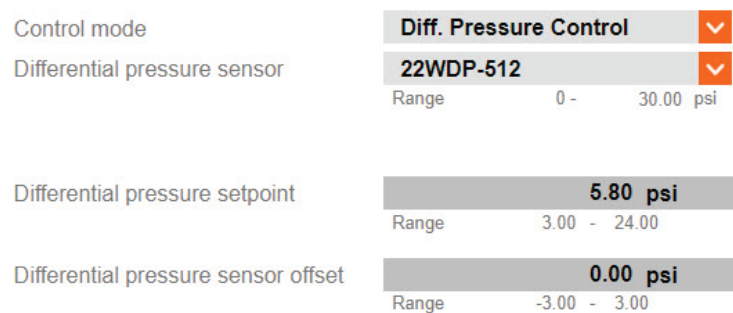 Control mode Diff. Pressure Control
Differential pressure sensor 22WDP-512
Range 0 - 30.00 psi
Differential pressure setpoint 5.80 psi
Range 3.00 - 24.00
Differential pressure sensor offset 0.00 psi
Range -3.00 - 3.00